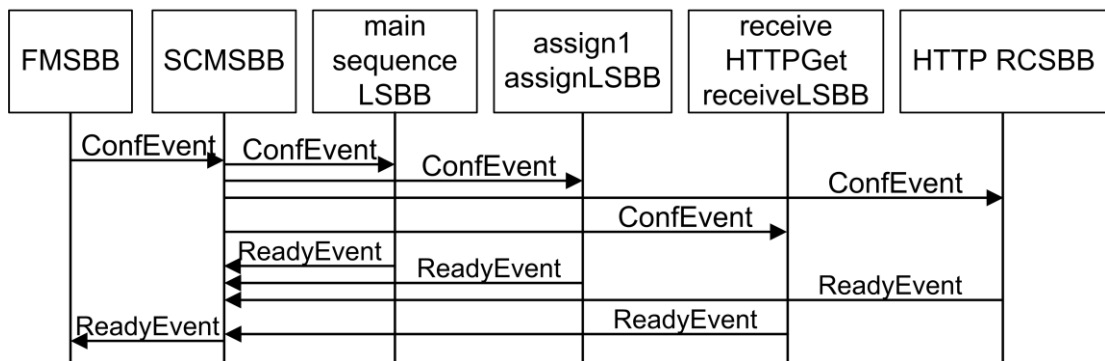 FMSBB
SCMSBB
main
sequence
LSBB
assign1
assignLSBB
receive
HTTPGet
receiveLSBB
HTTP RCSBB
ConfEvent
ConfEvent
ConfEvent
ConfEvent
ConfEvent
ReadyEvent
ReadyEvent
ReadyEvent
ReadyEvent
ReadyEvent